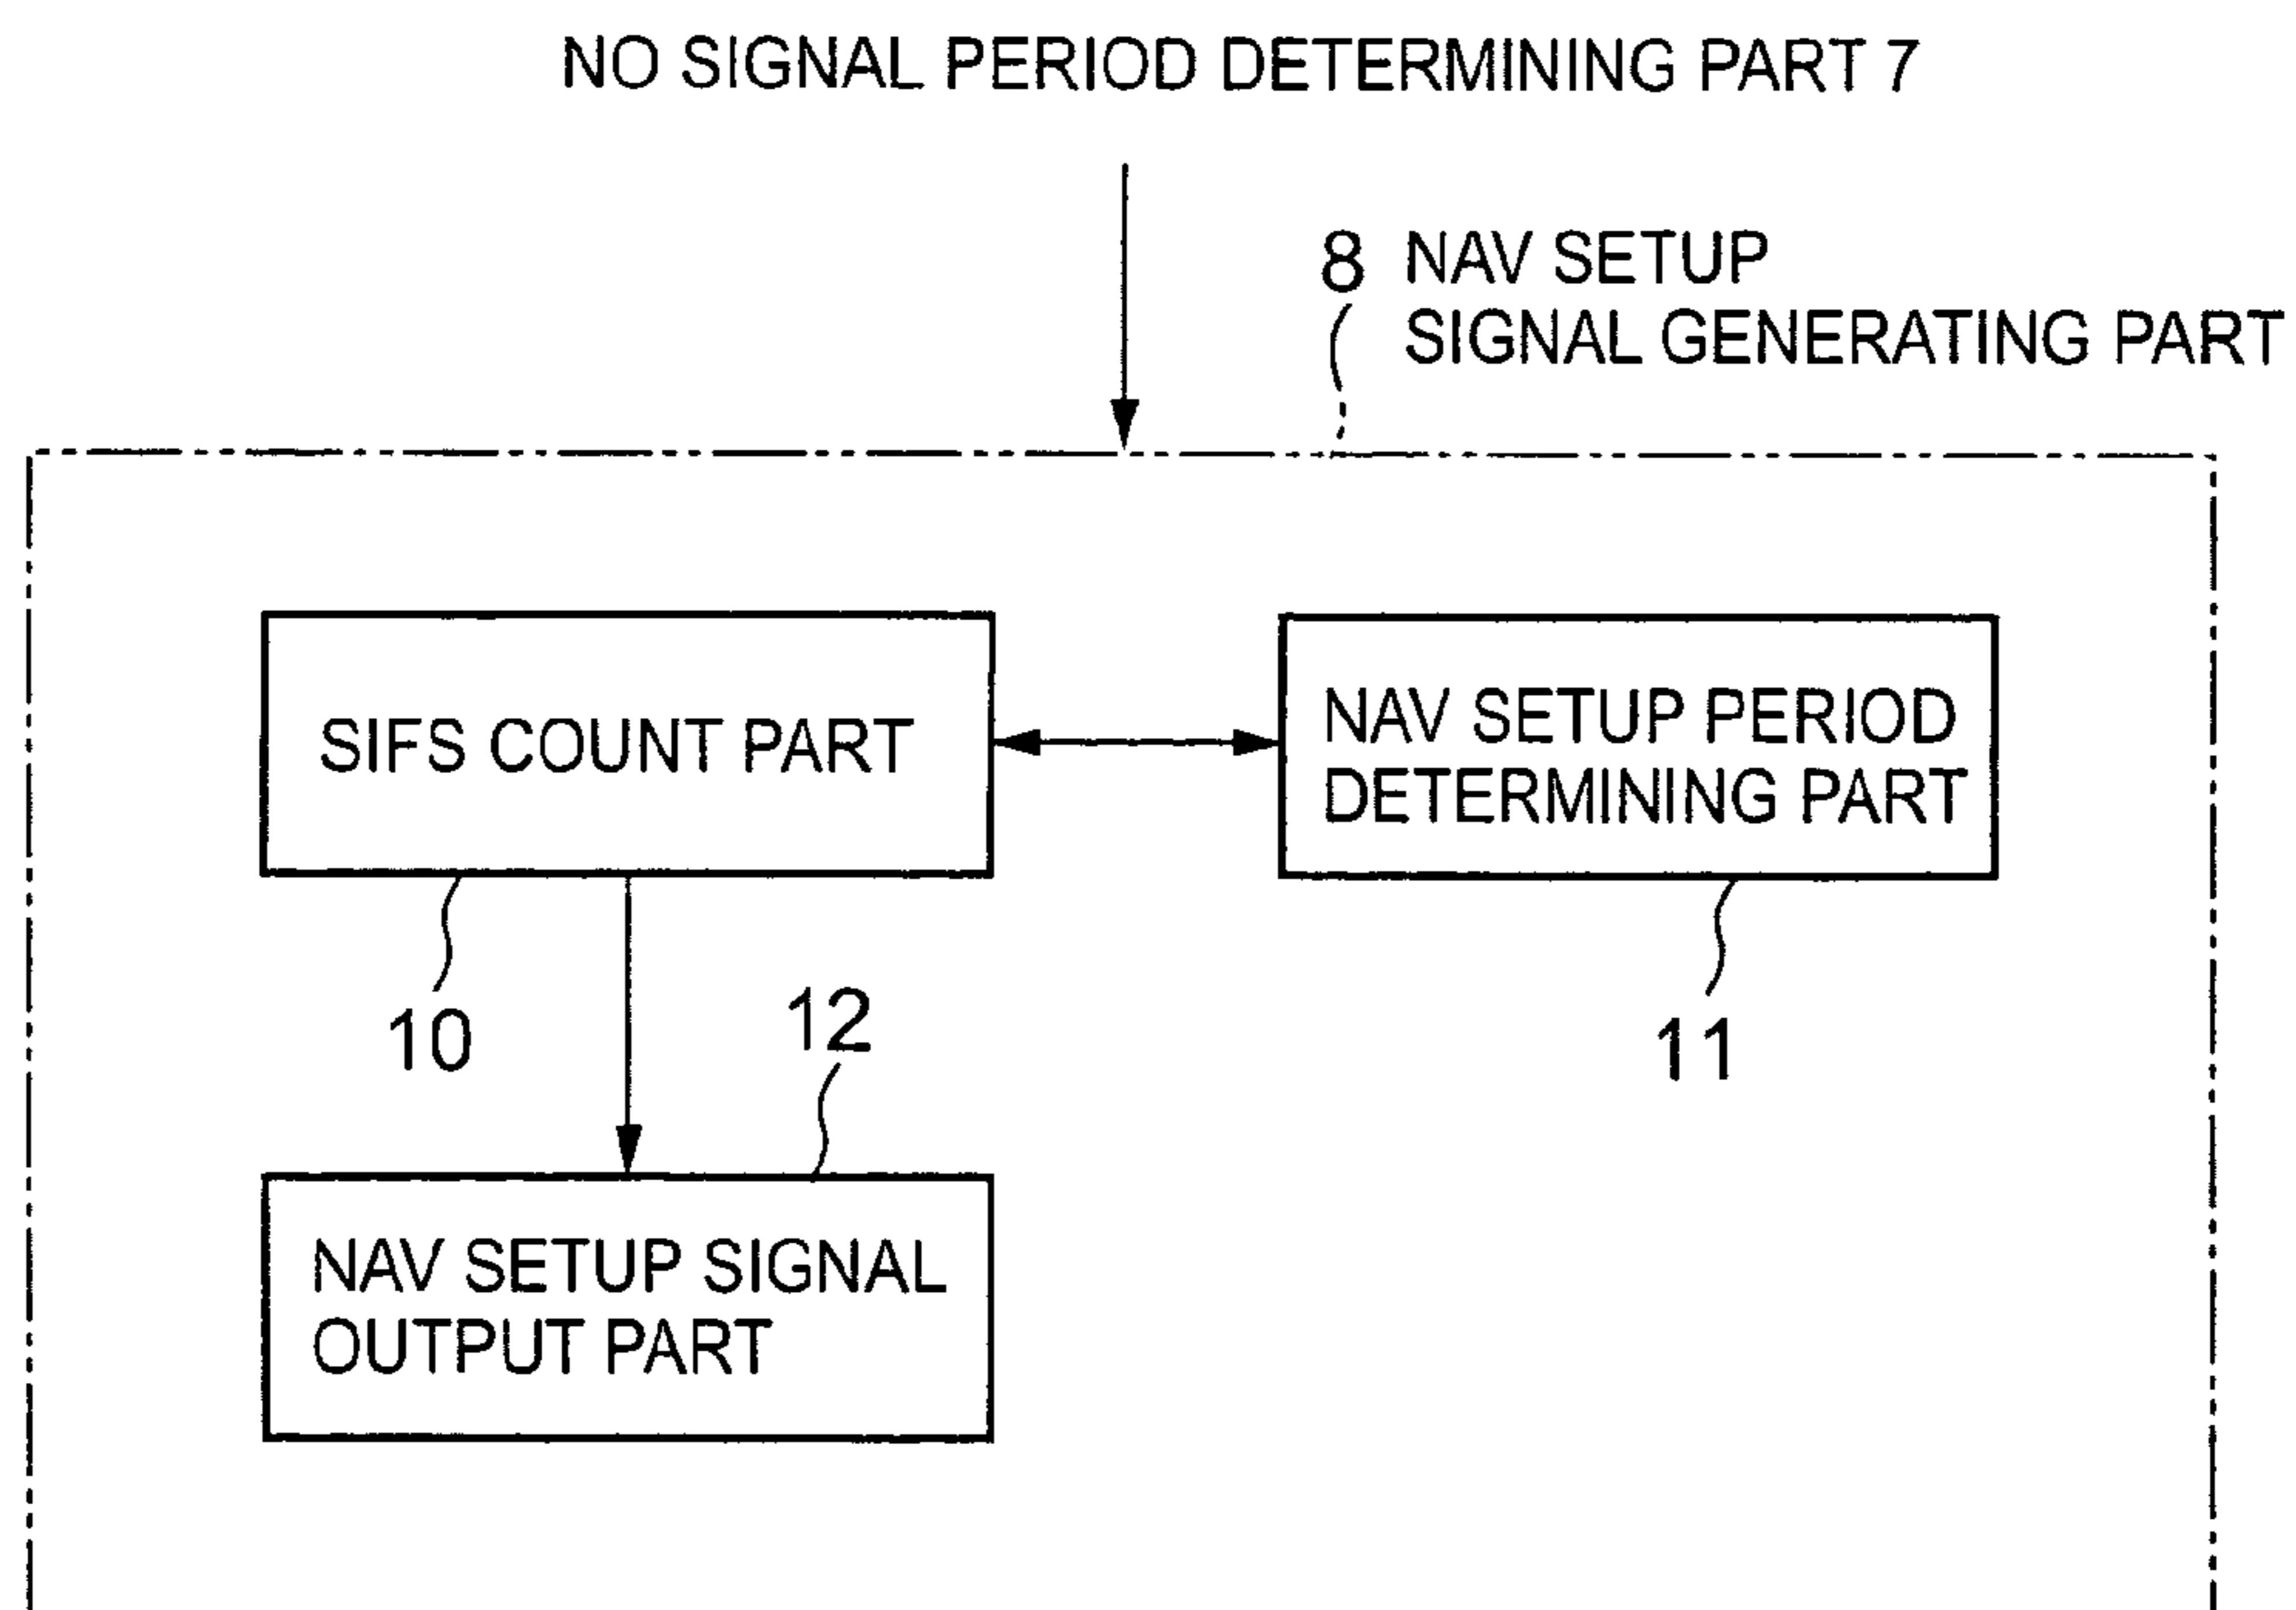 NO SIGNAL PERIOD DETERMINING PART 7
8 NAV SETUP
SIGNAL GENERATING PART
SIFS COUNT PART
NAV SETUP PERIOD
DETERMINING PART
10
12
11
NAV SETUP SIGNAL
OUTPUT PART